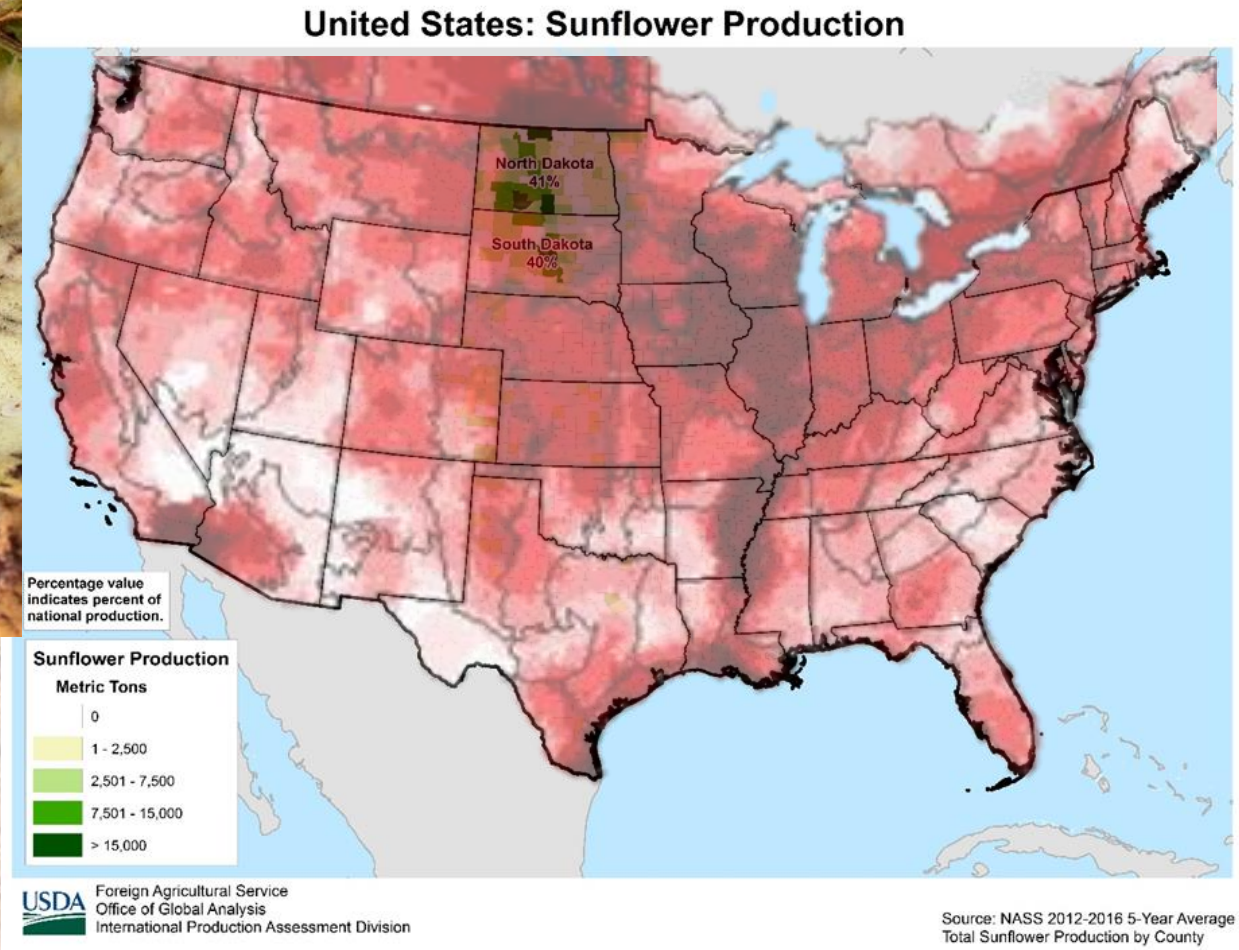 United States: Sunflower Production
North Dakota
41%
South Dakota
40%
Percentage value
indicates percent of
national production.
Sunflower Production
Metric Tons
0
1 - 2,500
2,501 - 7,500
7,501 - 15,000
> 15,000
USDA
Foreign Agricultural Service
Office of Global Analysis
International Production Assessment Division
Source: NASS 2012-2016 5-Year Average
Total Sunflower Production by County